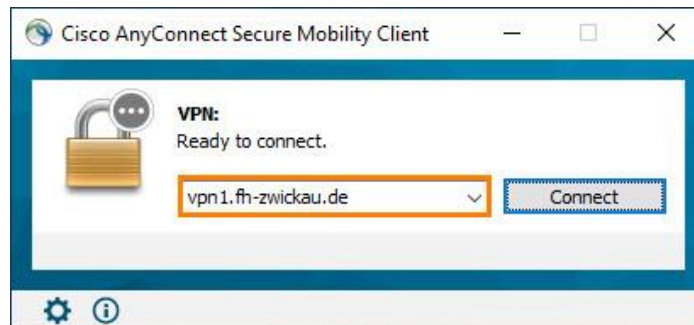 Cisco AnyConnect Secure Mobility Client
VPN:
Ready to connect.
vpn1.fh-zwickau.de
Connect